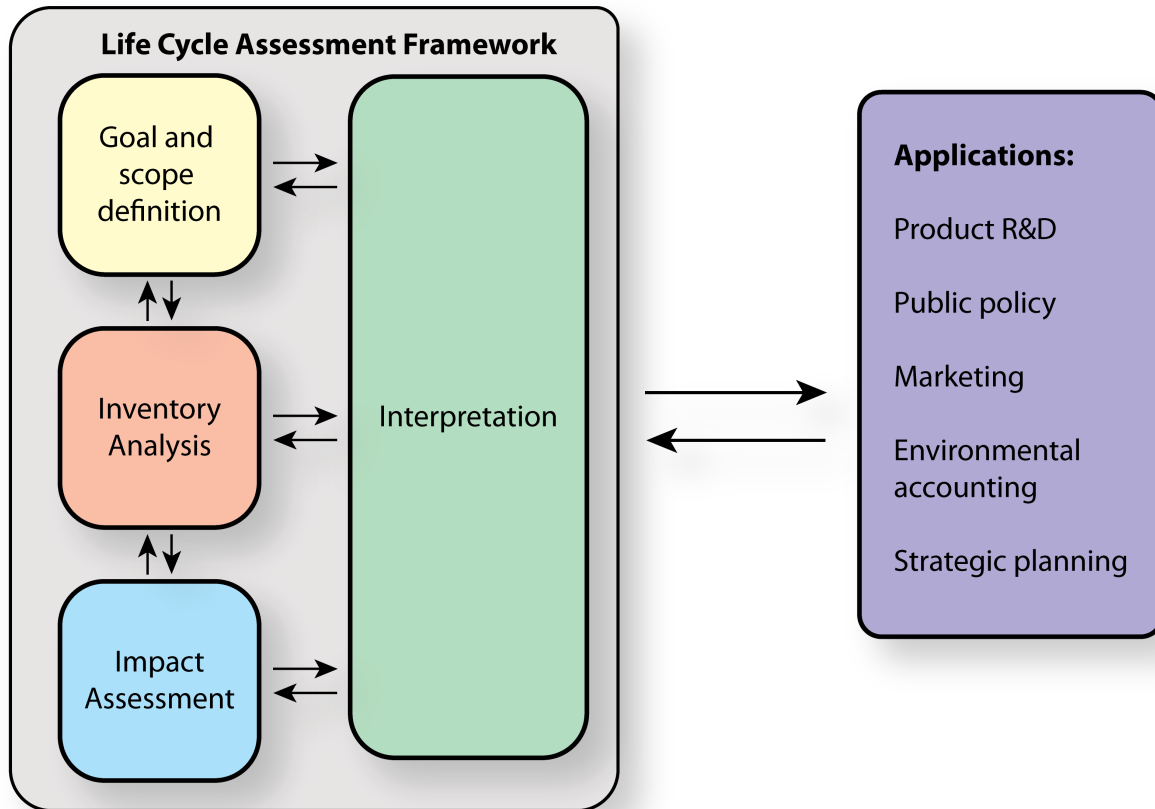 Life Cycle Assessment Framework
Goal and
scope
definition
Inventory
Analysis
Impact
Assessment
Interpretation
Applications:
Product R&D
Public policy
Marketing
Environmental
accounting
Strategic planning